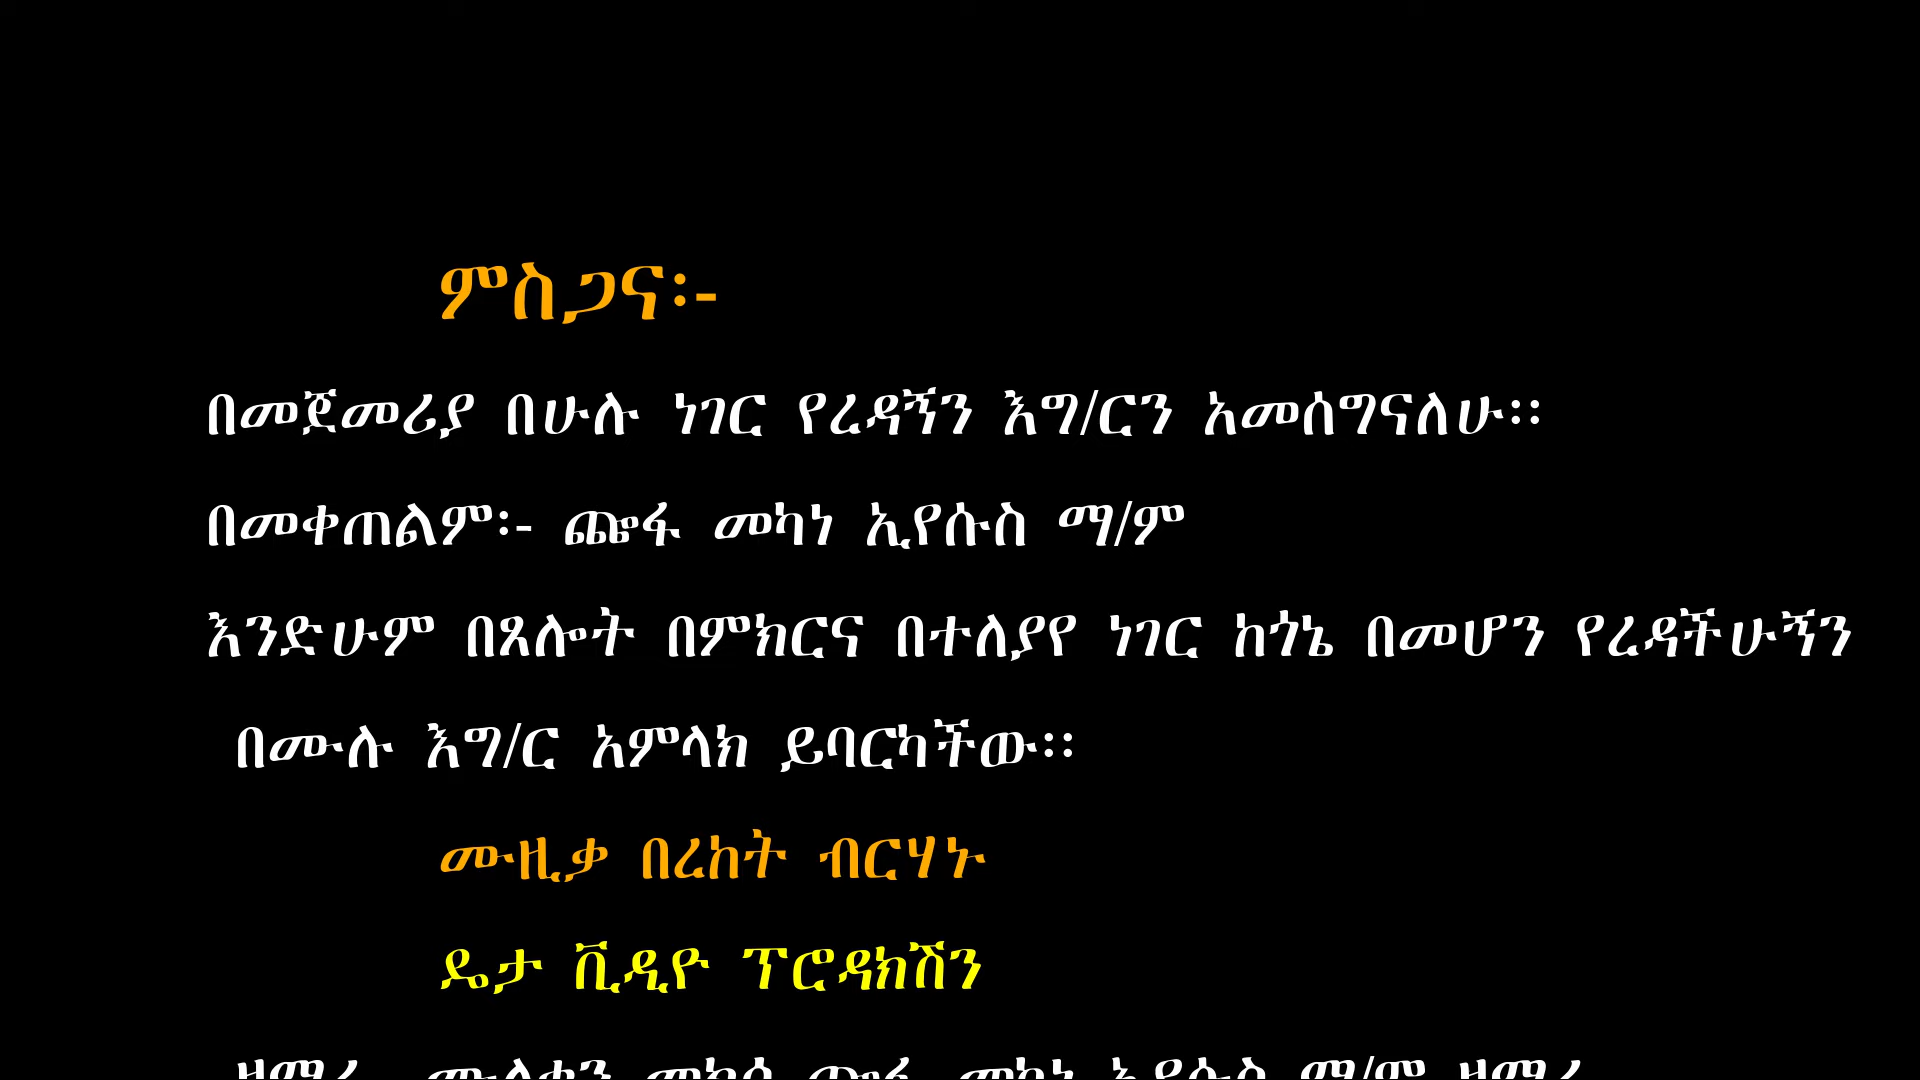 ምስጋና፡-
በመጀመሪያ በሁሉ ነገር የረዳኝን እግ/ርን አመሰግናለሁ፡፡
በመቀጠልም፡- ጬፋ መካነ ኢየሱስ ማ/ም
እንድሁም በጸሎት በምክርና በተለያየ ነገር ከጎኔ በመሆን የረዳችሁኝን
በሙሉ እግ/ር አምላክ ይባርካችው፡፡
ሙዚቃ በረከት ብርሃኑ
ዴታ ቪዲዮ ፕሮዳክሽን